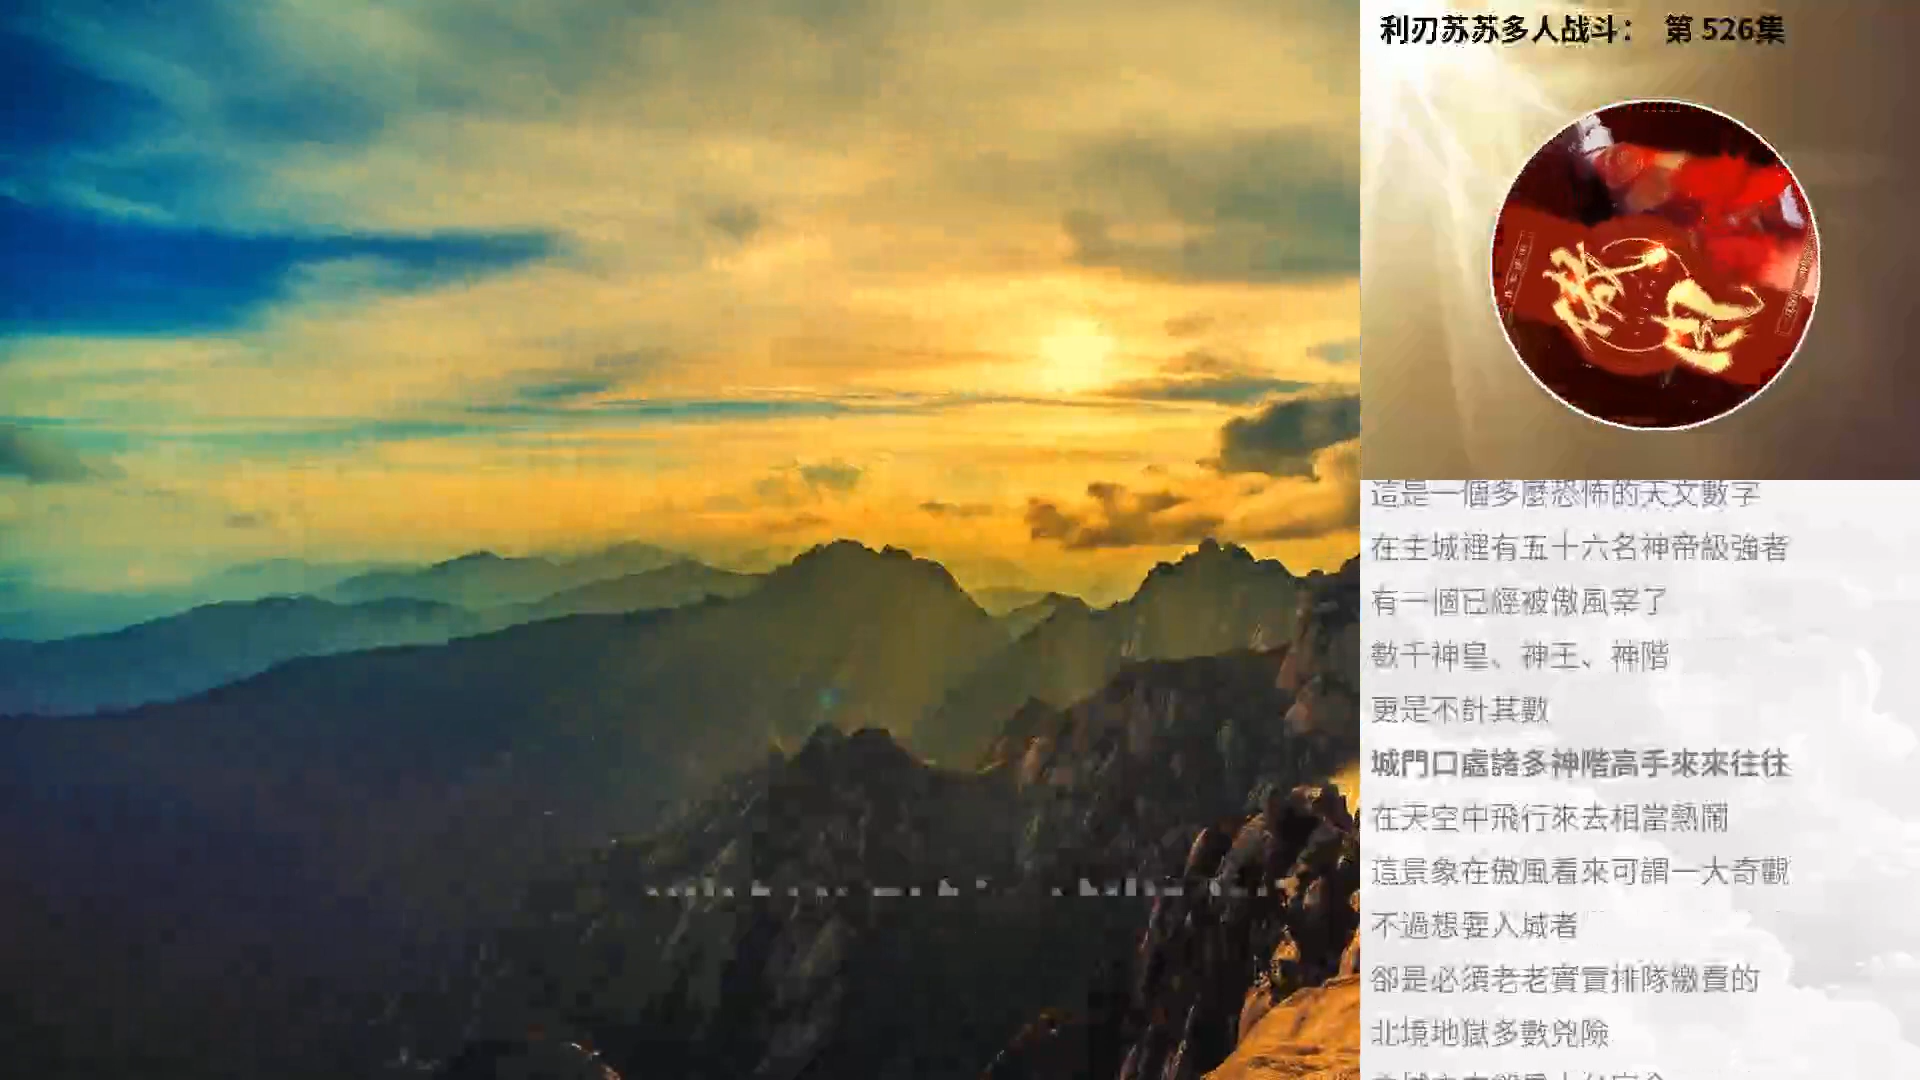 利刃苏苏多人战斗： 第 526集
這是一個多麼恐怖的天文數字
在主城裡有五十六名神帝級強者
有一個已經被傲風宰了
數千神皇、神王、神階
更是不計其數
城門口處諸多神階高手來來往往
在天空中飛行來去相當熱鬧
這景象在傲風看來可謂一大奇觀
不過想要入城者
卻是必須老老實實排隊繳費的
北境地獄多數兇險